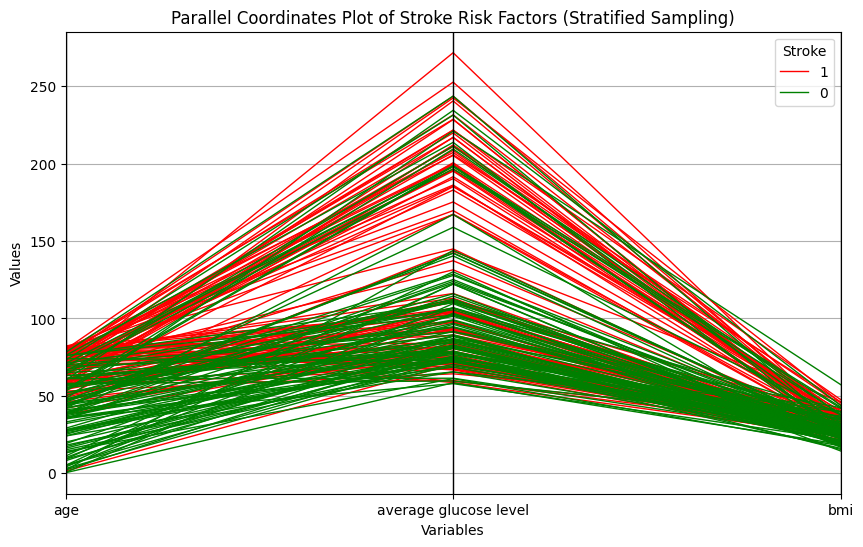 Parallel Coordinates Plot of Stroke Risk Factors (Stratified Sampling)
Stroke
1
0
250
200
150
100
50
0
Values
age
average glucose level
bmi
Variables